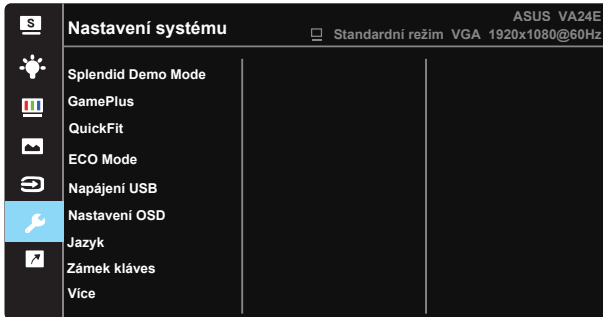 S
Nastavení systému
ASUS VA24E
Standardní režim VGA 1920x1080@60Hz
Splendid Demo Mode
GamePlus
QuickFit
ECO Mode
Napájení USB
Nastavení OSD
Jazyk
Zámek kláves
Více